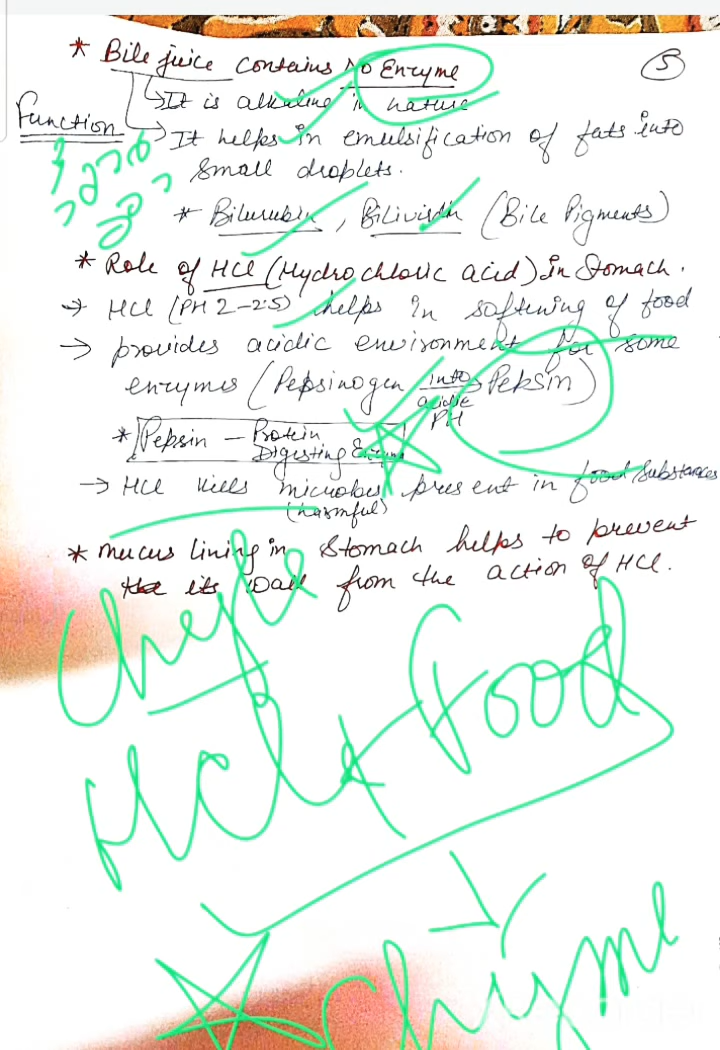 * Bile juice contains No Enzyme
5
↳ It is alkaline in nature
Function
↳ It helps in emulsification of fats into
small droplets.
* Bilirubin, Bilivirdin (Bile Pigments)
* Role of HCl (Hydrochloric acid) in Stomach.
→ HCl (PH 2-2.5) helps in softening of food
→ provides acidic environment for some
enzymes (Pepsinogen into acidic PH → Pepsin)
* Pepsin - Protein
Digesting Enzyme
→ HCl kills microbes present in food substances
(harmful)
* mucus lining in Stomach helps to prevent
its wall from the action of HCl.
HCl + Food
Chyme